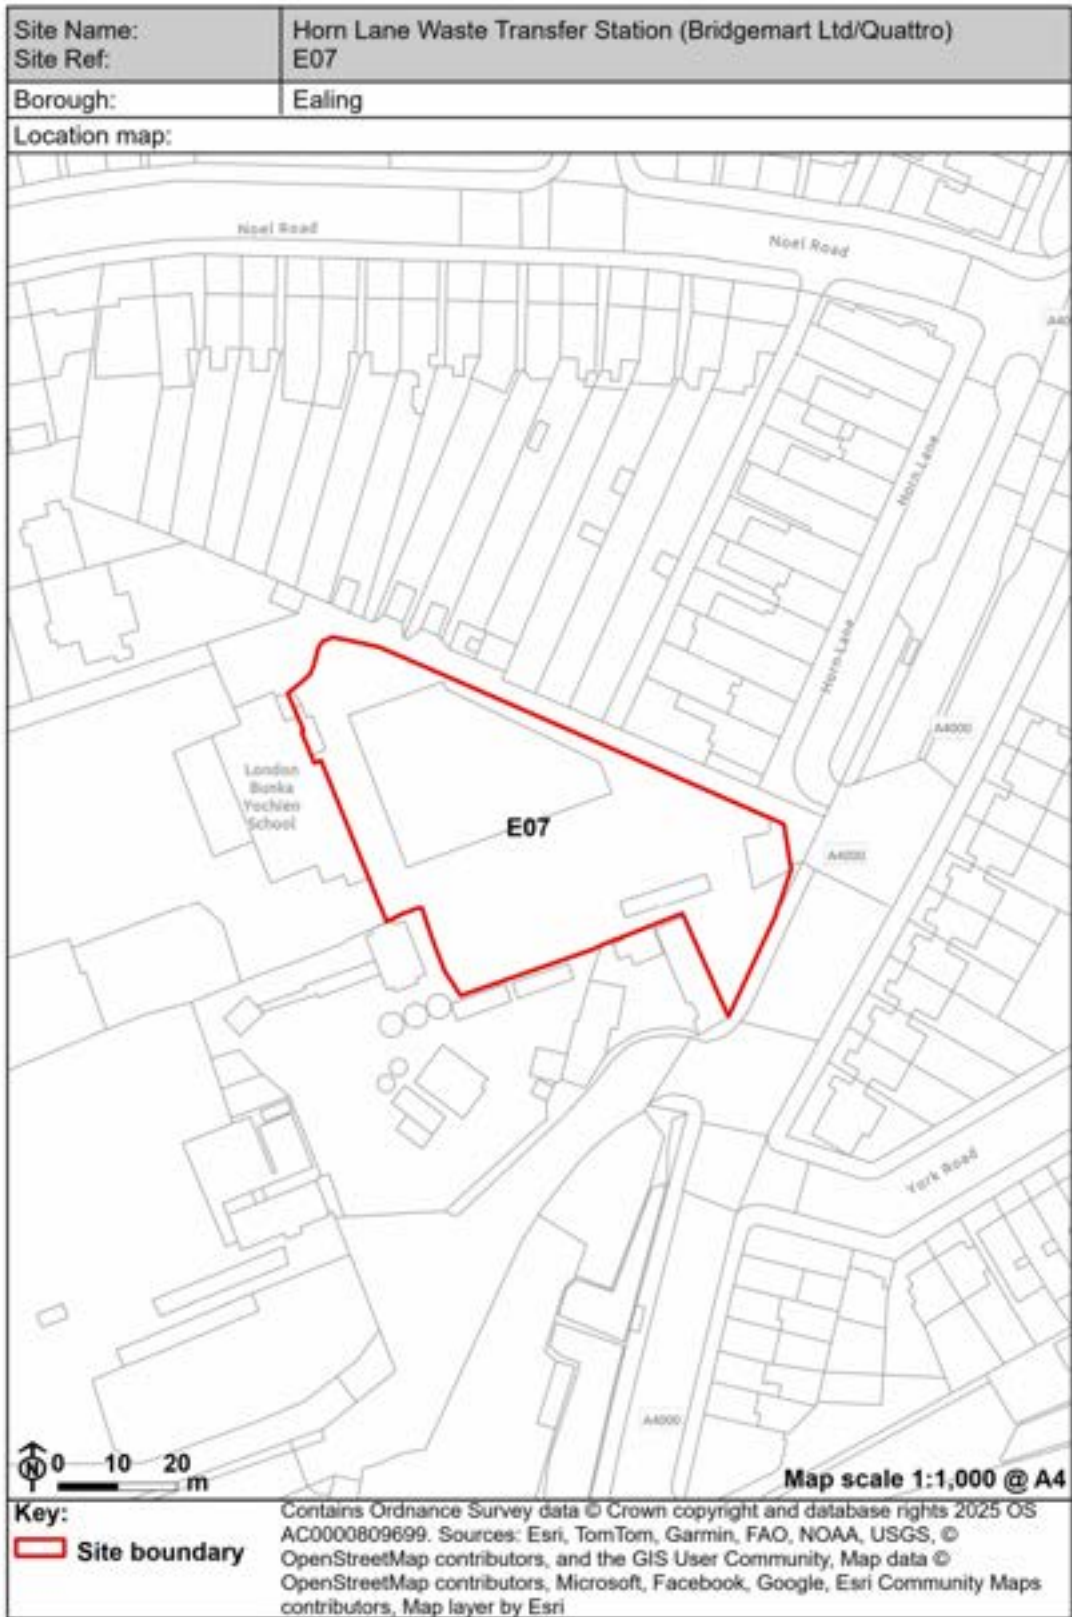 Site Name: Horn Lane Waste Transfer Station (Bridgemart Ltd/Quattro)
Site Ref: E07
Borough: Ealing
Location map:
Noel Road
Noel Road
Horn Lane
Horn Lane
A4000
London
Bunka
Yochien
School
E07
A4000
York Road
A4000
N 0 10 20
m
Map scale 1:1,000 @ A4
Key:
Site boundary
Contains Ordnance Survey data © Crown copyright and database rights 2025 OS
AC0000809699. Sources: Esri, TomTom, Garmin, FAO, NOAA, USGS, ©
OpenStreetMap contributors, and the GIS User Community, Map data ©
OpenStreetMap contributors, Microsoft, Facebook, Google, Esri Community Maps
contributors, Map layer by Esri